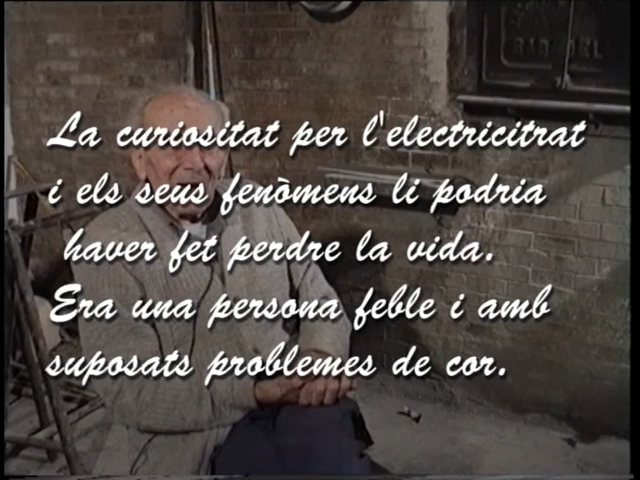 La curiositat per l'electricitrat
i els seus fenòmens li podria
haver fet perdre la vida.
Era una persona feble i amb
suposats problemes de cor.